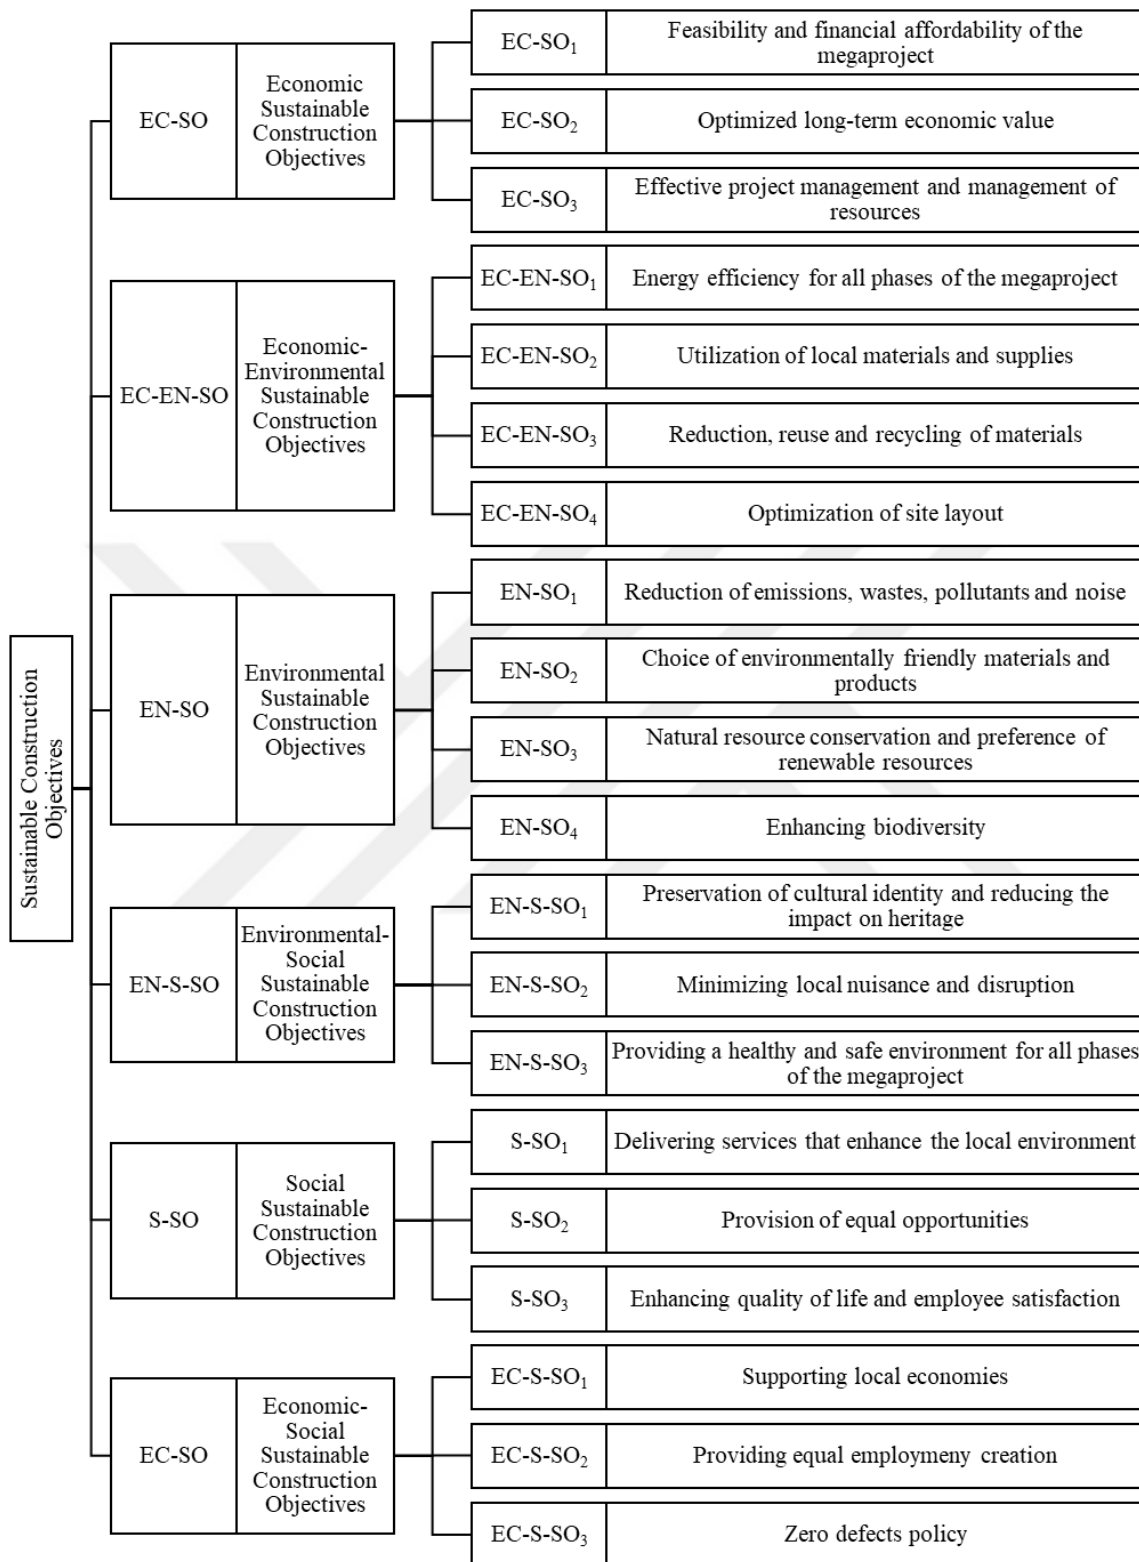 Sustainable Construction
Objectives
EC-SO
Economic
Sustainable
Construction
Objectives
EC-SO₁
Feasibility and financial affordability of the
megaproject
EC-SO₂
Optimized long-term economic value
EC-SO₃
Effective project management and management of
resources
EC-EN-SO
Economic-
Environmental
Sustainable
Construction
Objectives
EC-EN-SO₁
Energy efficiency for all phases of the megaproject
EC-EN-SO₂
Utilization of local materials and supplies
EC-EN-SO₃
Reduction, reuse and recycling of materials
EC-EN-SO₄
Optimization of site layout
EN-SO
Environmental
Sustainable
Construction
Objectives
EN-SO₁
Reduction of emissions, wastes, pollutants and noise
EN-SO₂
Choice of environmentally friendly materials and
products
EN-SO₃
Natural resource conservation and preference of
renewable resources
EN-SO₄
Enhancing biodiversity
EN-S-SO
Environmental-
Social
Sustainable
Construction
Objectives
EN-S-SO₁
Preservation of cultural identity and reducing the
impact on heritage
EN-S-SO₂
Minimizing local nuisance and disruption
EN-S-SO₃
Providing a healthy and safe environment for all phases
of the megaproject
S-SO
Social
Sustainable
Construction
Objectives
S-SO₁
Delivering services that enhance the local environment
S-SO₂
Provision of equal opportunities
S-SO₃
Enhancing quality of life and employee satisfaction
EC-SO
Economic-
Social
Sustainable
Construction
Objectives
EC-S-SO₁
Supporting local economies
EC-S-SO₂
Providing equal employmeny creation
EC-S-SO₃
Zero defects policy